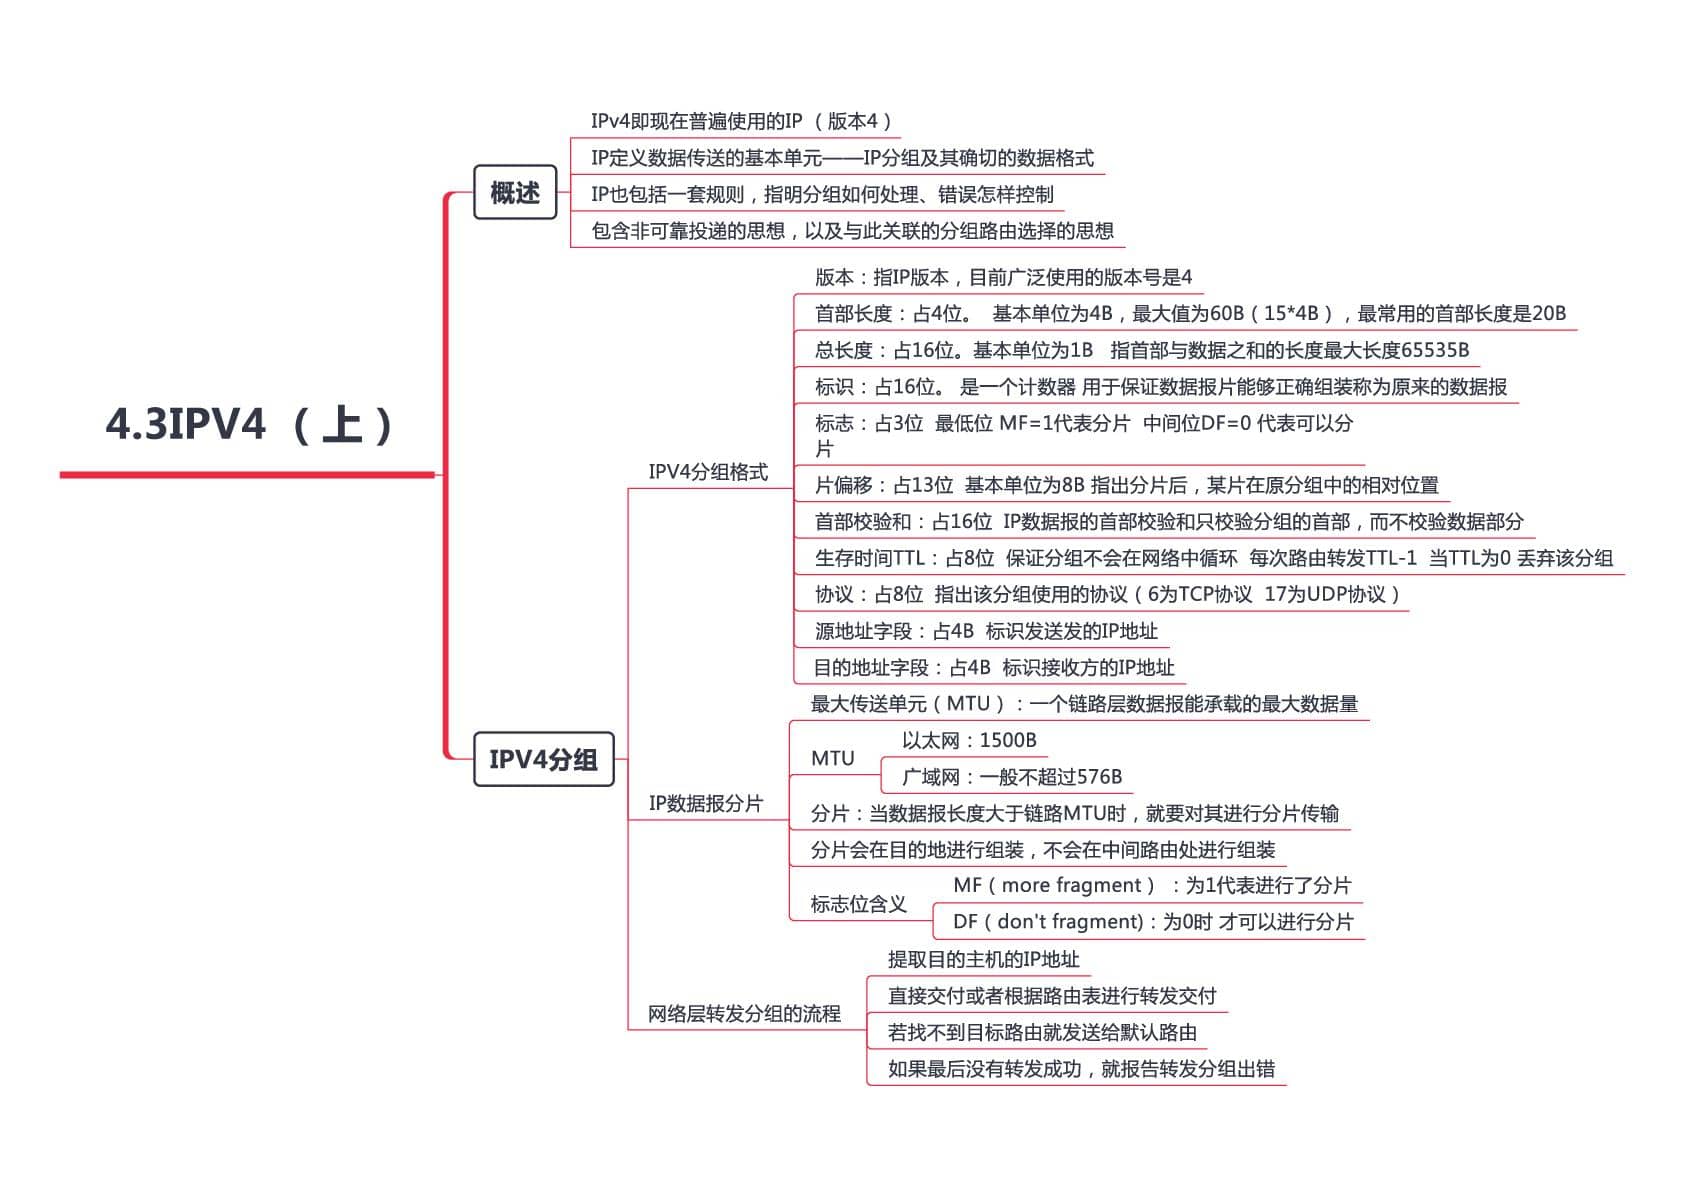 4.3IPV4（上）
概述
IPv4即现在普遍使用的IP （版本4）
IP定义数据传送的基本单元——IP分组及其确切的数据格式
IP也包括一套规则，指明分组如何处理、错误怎样控制
包含非可靠投递的思想，以及与此关联的分组路由选择的思想
IPV4分组
IPV4分组格式
版本：指IP版本，目前广泛使用的版本号是4
首部长度：占4位。 基本单位为4B，最大值为60B（15*4B），最常用的首部长度是20B
总长度：占16位。基本单位为1B 指首部与数据之和的长度最大长度65535B
标识：占16位。 是一个计数器 用于保证数据报片能够正确组装称为原来的数据报
标志：占3位 最低位 MF=1代表分片 中间位DF=0 代表可以分
片
片偏移：占13位 基本单位为8B 指出分片后，某片在原分组中的相对位置
首部校验和：占16位 IP数据报的首部校验和只校验分组的首部，而不校验数据部分
生存时间TTL：占8位 保证分组不会在网络中循环 每次路由转发TTL-1 当TTL为0 丢弃该分组
协议：占8位 指出该分组使用的协议（6为TCP协议 17为UDP协议）
源地址字段：占4B 标识发送发的IP地址
目的地址字段：占4B 标识接收方的IP地址
IP数据报分片
最大传送单元（MTU）：一个链路层数据报能承载的最大数据量
MTU
以太网：1500B
广域网：一般不超过576B
分片：当数据报长度大于链路MTU时，就要对其进行分片传输
分片会在目的地进行组装，不会在中间路由处进行组装
标志位含义
MF（more fragment） ：为1代表进行了分片
DF（don't fragment)：为0时 才可以进行分片
网络层转发分组的流程
提取目的主机的IP地址
直接交付或者根据路由表进行转发交付
若找不到目标路由就发送给默认路由
如果最后没有转发成功，就报告转发分组出错